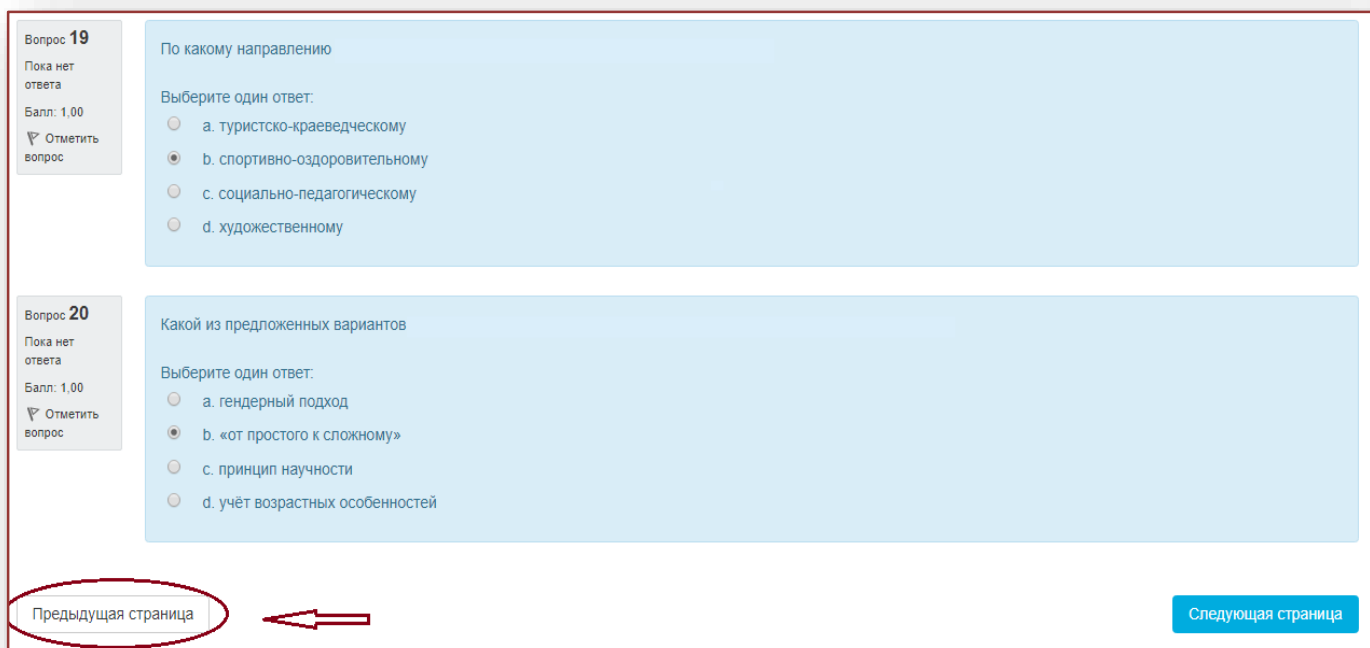 Вопрос 19
Пока нет
ответа
Балл: 1,00
Отметить
вопрос
По какому направлению
Выберите один ответ:
a. туристско-краеведческому
b. спортивно-оздоровительному
c. социально-педагогическому
d. художественному
Вопрос 20
Пока нет
ответа
Балл: 1,00
Отметить
вопрос
Какой из предложенных вариантов
Выберите один ответ:
a. гендерный подход
b. «от простого к сложному»
c. принцип научности
d. учёт возрастных особенностей
Предыдущая страница
Следующая страница